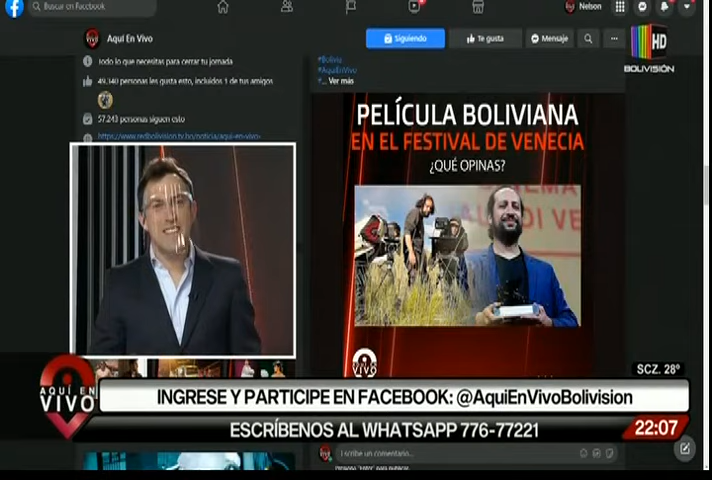 Buscar en Facebook
Nelson
Aquí En Vivo
Siguiendo
Te gusta
Mensaje
HD
BOLIVISIÓN
Todo lo que necesitas para cerrar tu jornada
49.340 personas les gusta esto, incluidos 1 de tus amigos
57.243 personas siguen esto
https://www.redbolivision.tv.bo/noticia/aqui-en-vivo-
#Bolivia
#AquiEnVivo
#... Ver más
PELÍCULA BOLIVIANA
EN EL FESTIVAL DE VENECIA
¿QUÉ OPINAS?
VIVO
SCZ. 28º
AQUÍ EN
VIVO
INGRESE Y PARTICIPE EN FACEBOOK: @AquiEnVivoBolivision
ESCRÍBENOS AL WHATSAPP 776-77221
22:07
Escribe un comentario...